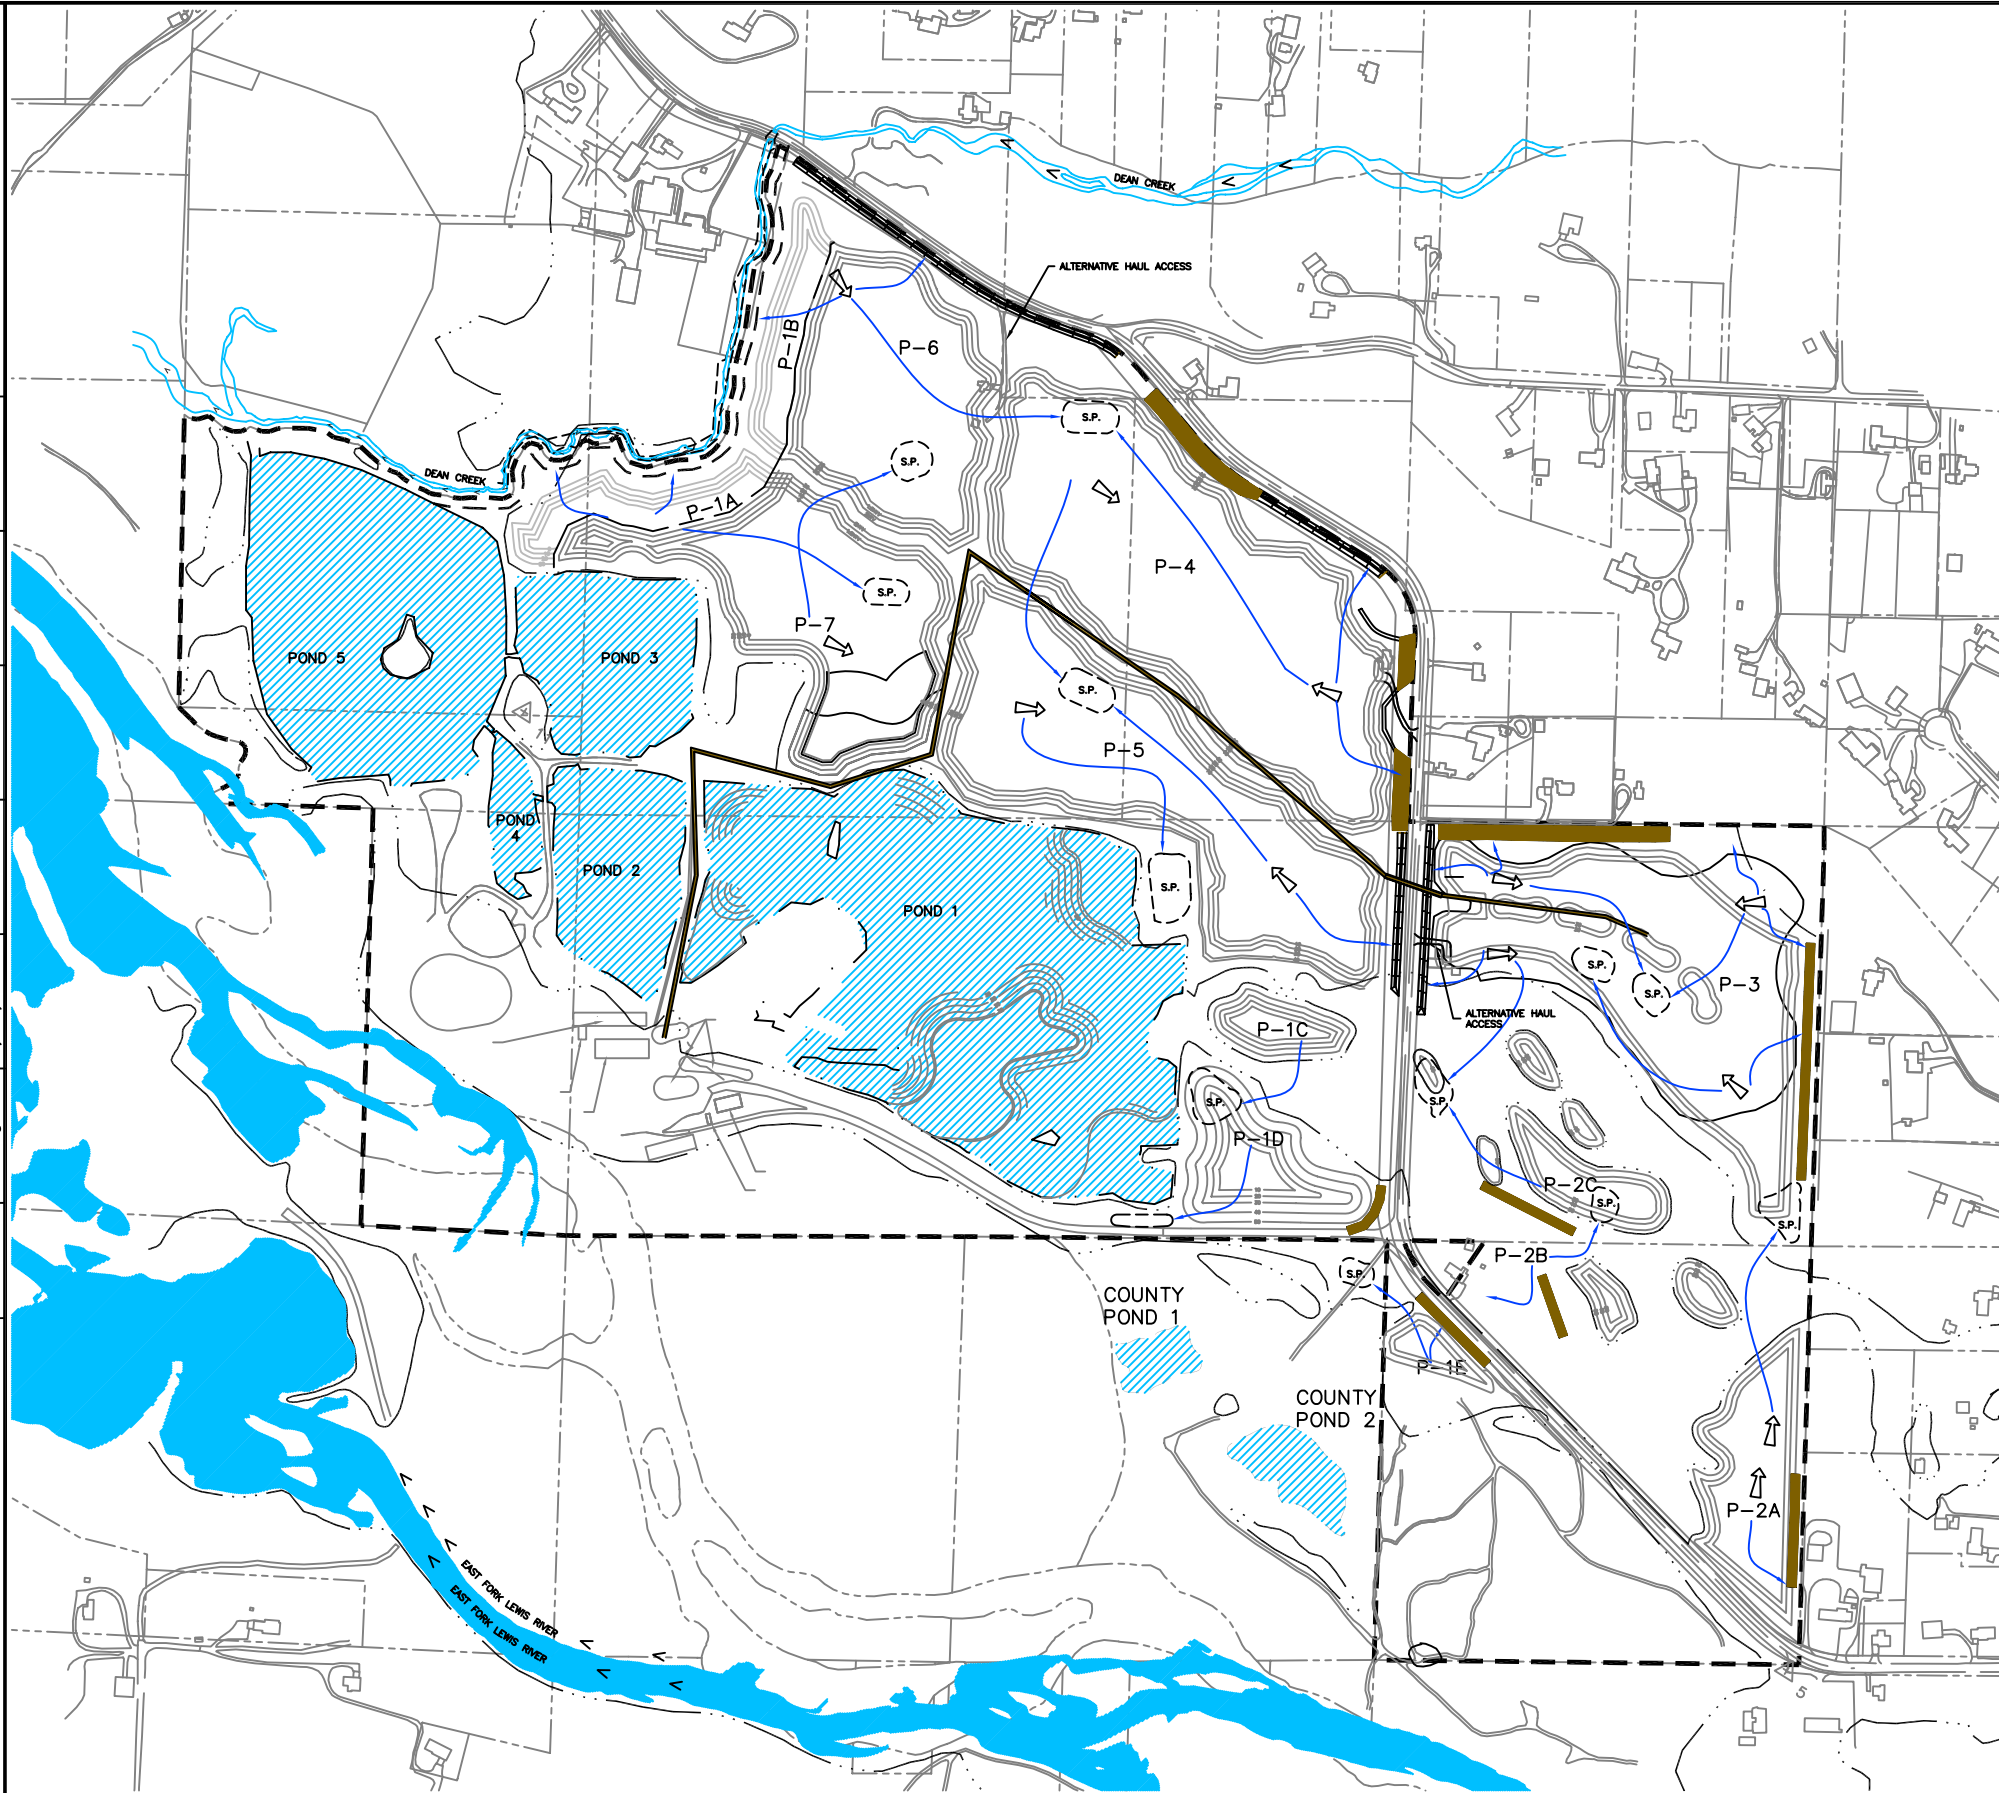 DEAN CREEK
ALTERNATIVE HAUL ACCESS
P-1B
P-6
S.P.
S.P.
DEAN CREEK
P-1A
P-4
S.P.
P-7
POND 5
POND 3
S.P.
P-5
POND
4
POND 2
S.P.
POND 1
S.P.
S.P.
P-3
ALTERNATIVE HAUL
ACCESS
P-1C
S.P.
S.P.
P-1D
P-2C
S.P.
S.P.
P-2B
S.P.
COUNTY
POND 1
P-1E
COUNTY
POND 2
P-2A
EAST FORK LEWIS RIVER
EAST FORK LEWIS RIVER
5
5